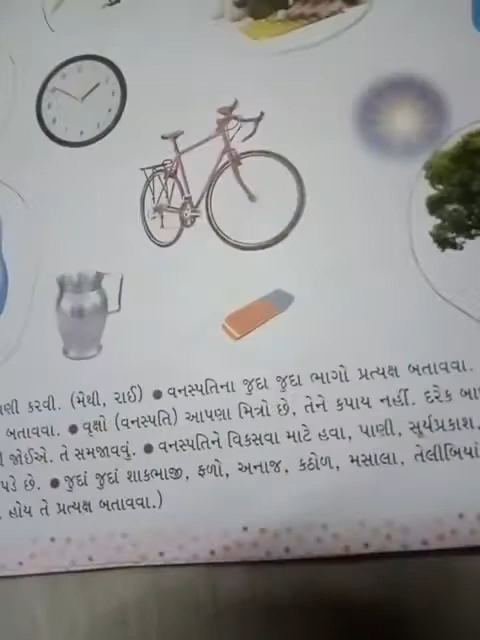 ણી કરવી. (મેથી, રાઈ) ● વનસ્પતિના જુદા જુદા ભાગો પ્રત્યક્ષ બતાવવા.
બતાવવા. ● વૃક્ષો (વનસ્પતિ) આપણા મિત્રો છે, તેને કપાય નહીં. દરેક
જોઈએ. તે સમજાવવું. ● વનસ્પતિને વિકસવા માટે હવા, પાણી, સૂર્યપ્રકાશ,
પડે છે. ● જુદાં જુદાં શાકભાજી, ફળો, અનાજ, કઠોળ, મસાલા, તેલીબિયાં
હોય તે પ્રત્યક્ષ બતાવવા.)